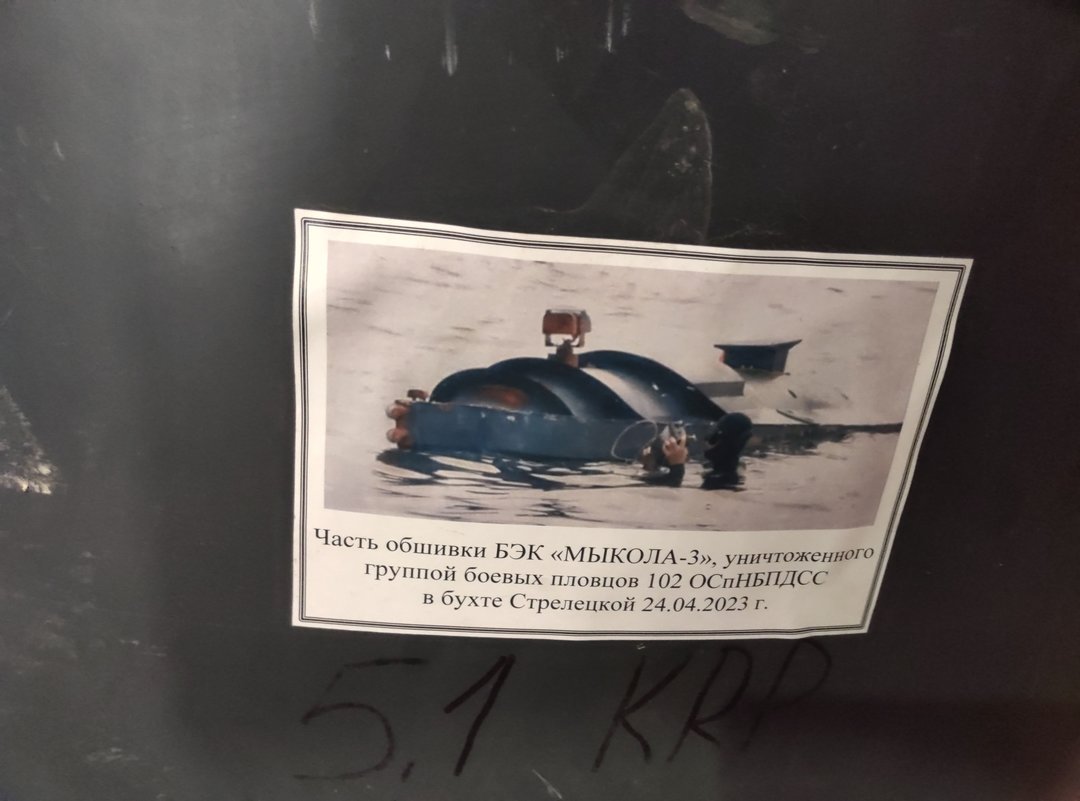 Часть обшивки БЭК «МЫКОЛА-3», уничтоженного
группой боевых пловцов 102 ОСпНБПДСС
в бухте Стрелецкой 24.04.2023 г.
5.1 KRP